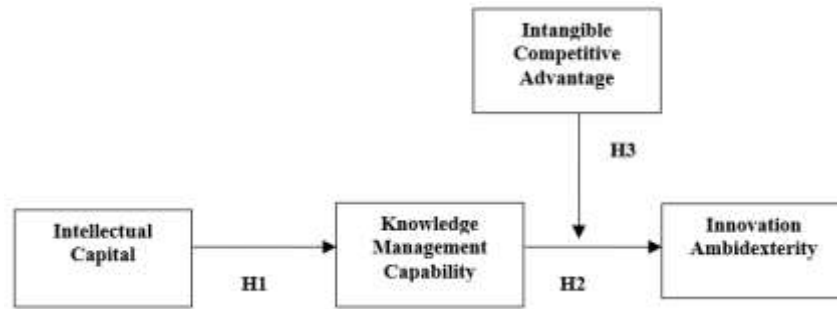 Intangible
Competitive
Advantage
H3
Intellectual
Capital
H1
Knowledge
Management
Capability
H2
Innovation
Ambidexterity